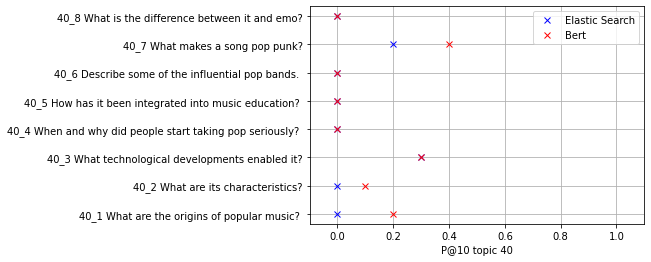 40_8 What is the difference between it and emo?
40_7 What makes a song pop punk?
40_6 Describe some of the influential pop bands.
40_5 How has it been integrated into music education?
40_4 When and why did people start taking pop seriously?
40_3 What technological developments enabled it?
40_2 What are its characteristics?
40_1 What are the origins of popular music?
Elastic Search
Bert
0.0 0.2 0.4 0.6 0.8 1.0
P@10 topic 40